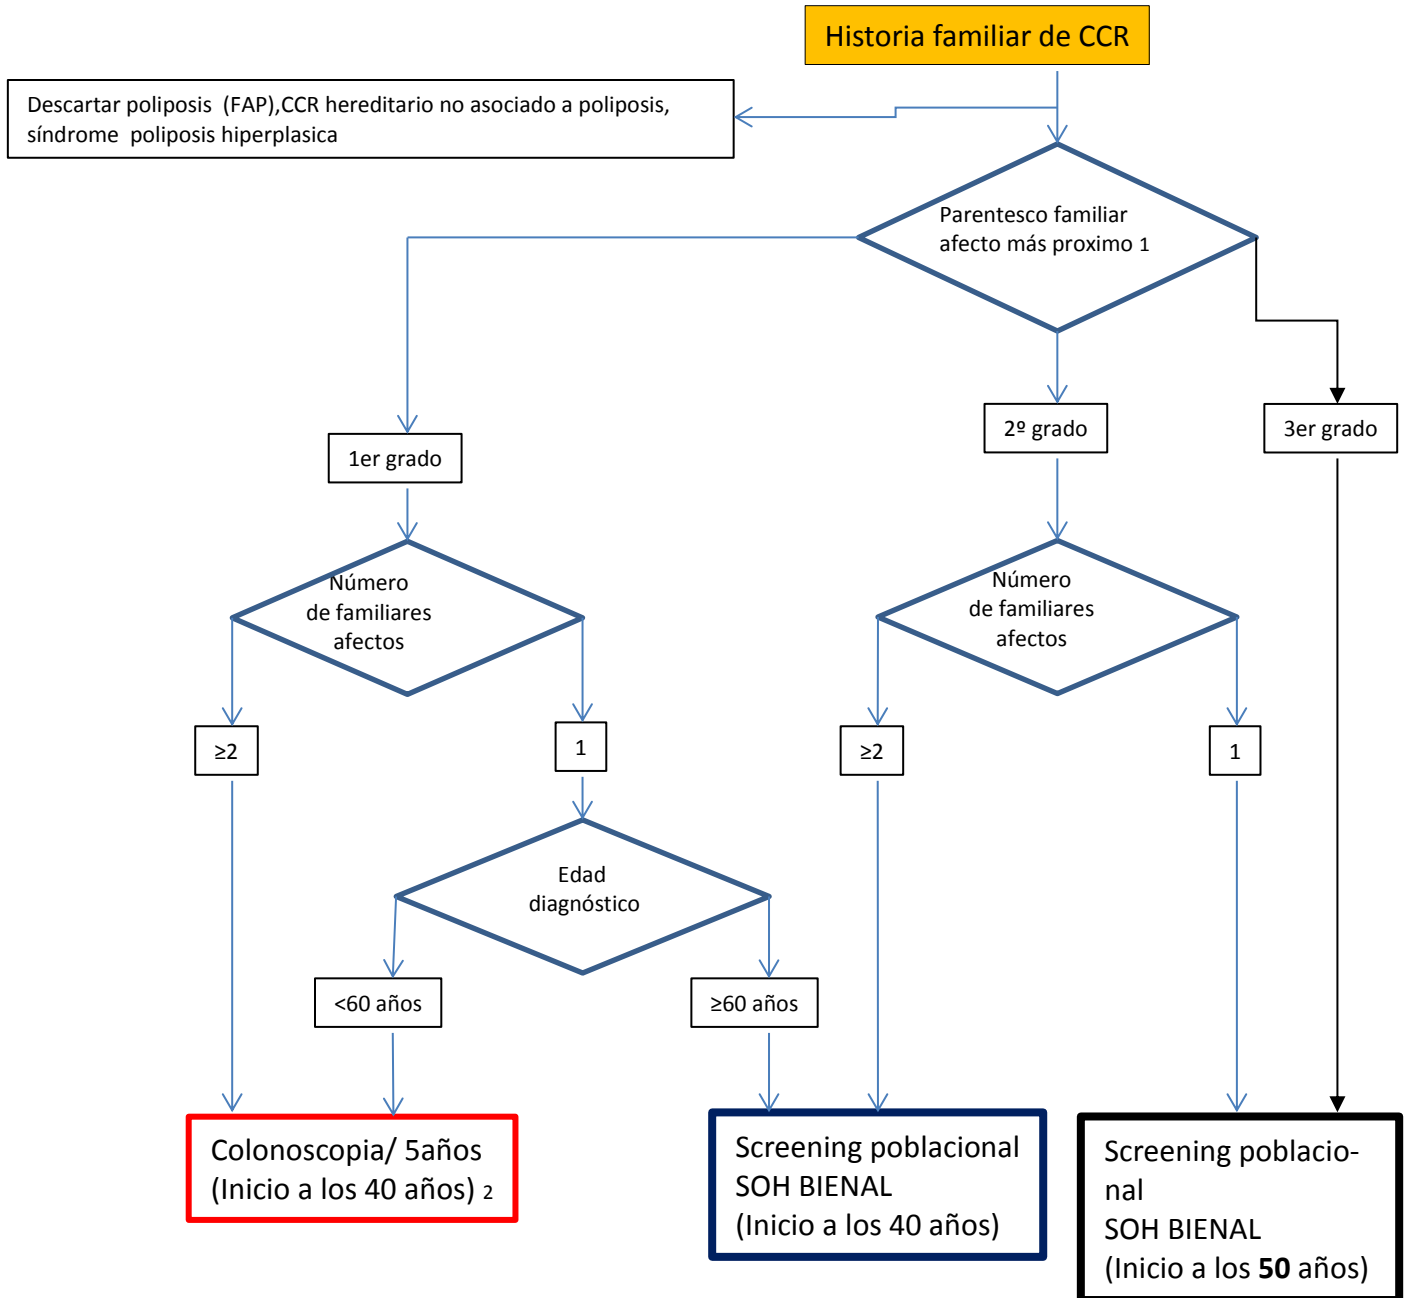 Historia familiar de CCR
Descartar poliposis (FAP),CCR hereditario no asociado a poliposis,
síndrome poliposis hiperplasica
Parentesco familiar
afecto más proximo 1
1er grado
2º grado
3er grado
Número
de familiares
afectos
Número
de familiares
afectos
≥2
1
≥2
1
Edad
diagnóstico
<60 años
≥60 años
Colonoscopia/ 5años
(Inicio a los 40 años) 2
Screening poblacional
SOH BIENAL
(Inicio a los 40 años)
Screening poblacio-
nal
SOH BIENAL
(Inicio a los 50 años)